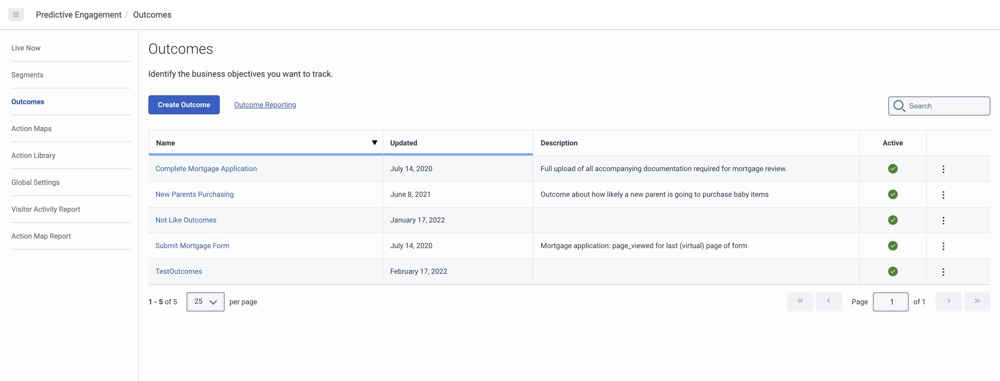 Predictive Engagement / Outcomes
Live Now
Segments
Outcomes
Action Maps
Action Library
Global Settings
Visitor Activity Report
Action Map Report
Outcomes
Identify the business objectives you want to track.
Create Outcome Outcome Reporting Search
Name Updated Description Active
Complete Mortgage Application July 14, 2020 Full upload of all accompanying documentation required for mortgage review.
New Parents Purchasing June 8, 2021 Outcome about how likely a new parent is going to purchase baby items
Not Like Outcomes January 17, 2022
Submit Mortgage Form July 14, 2020 Mortgage application: page_viewed for last (virtual) page of form
TestOutcomes February 17, 2022
1 - 5 of 5 25 per page Page 1 of 1